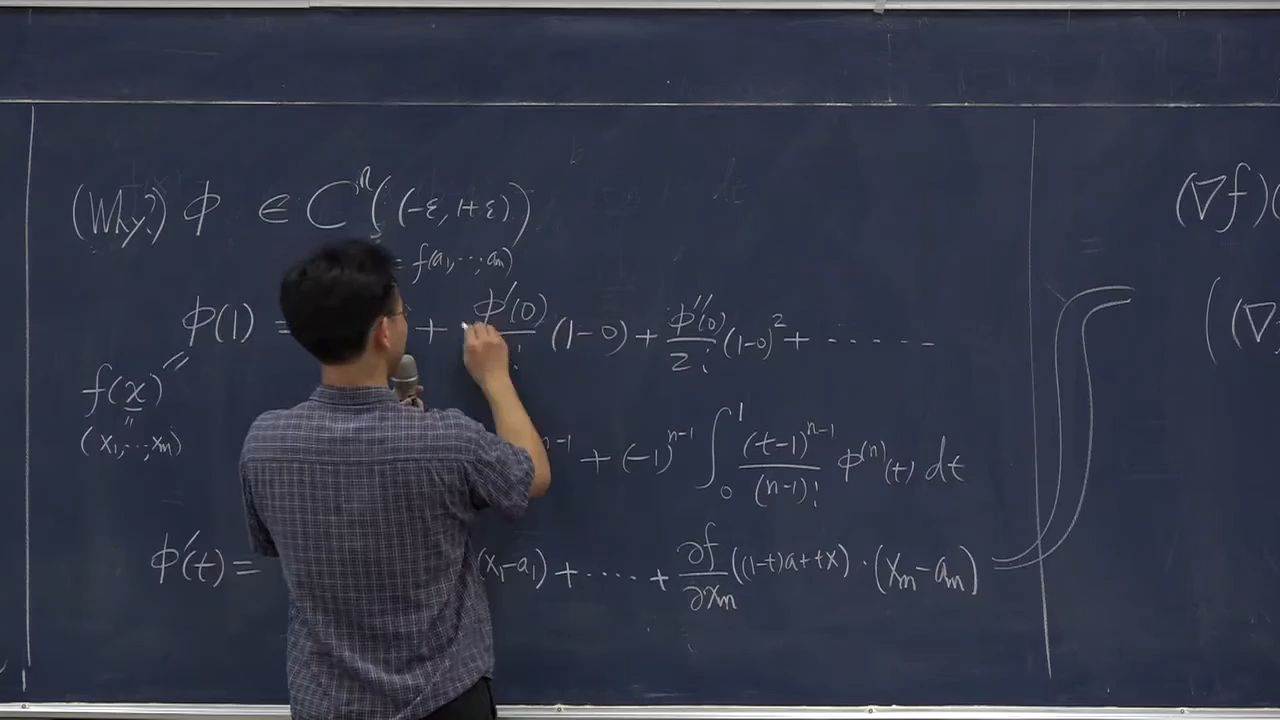 (Why?) ϕ ∈ Cⁿ((-ε, 1+ε))
= f(a₁,···,aₘ)
ϕ(1) = + ϕ′(0)/! (1-0) + ϕ″(0)/2! (1-0)² + ······
f(x) ″
″
(x₁,···,xₘ)
ⁿ⁻¹ + (-1)ⁿ⁻¹ ∫₀¹ (t-1)ⁿ⁻¹/(n-1)! ϕ⁽ⁿ⁾(t) dt
ϕ′(t) = (x₁-a₁) + ···· + ∂f/∂xₘ ((1-t)a+tx)·(xₘ-aₘ)
(∇f)(
(∇